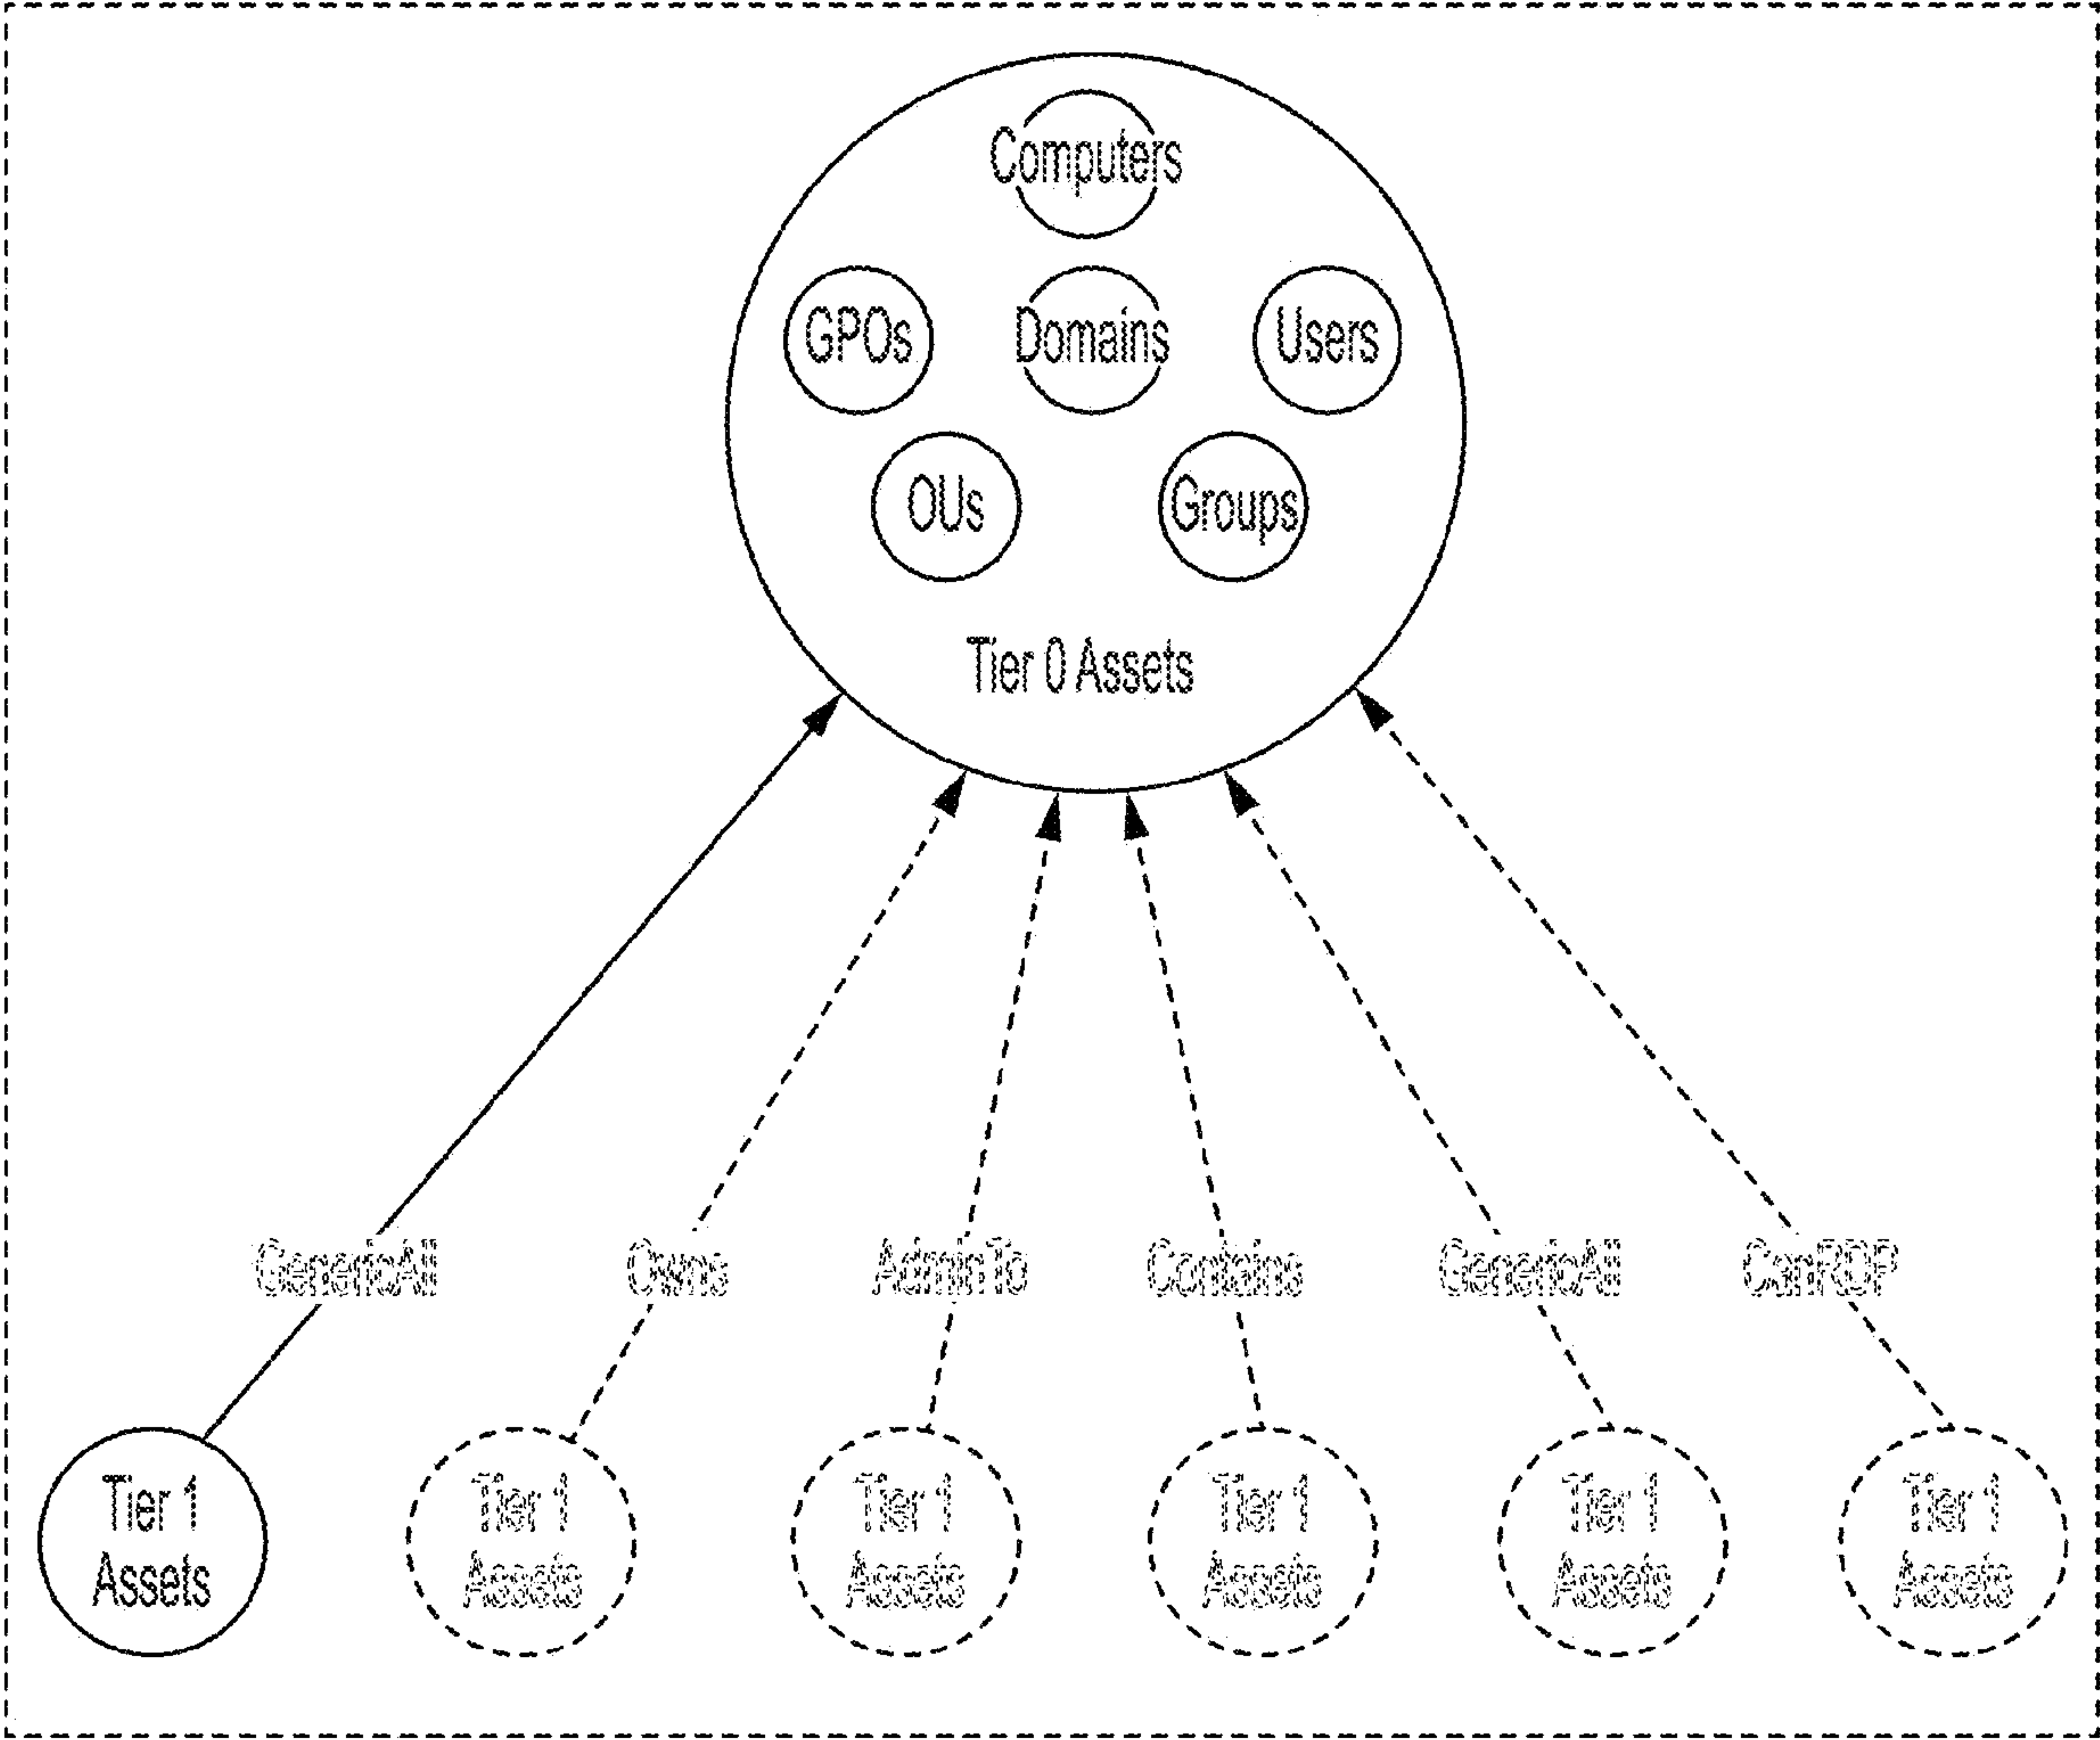 Computers
GPOs
Domains
Users
OUs
Groups
Tier 0 Assets
GenericAll
Owns
AdminTo
Contains
GenericAll
CanRDP
Tier 1
Assets
Tier 1
Assets
Tier 1
Assets
Tier 1
Assets
Tier 1
Assets
Tier 1
Assets